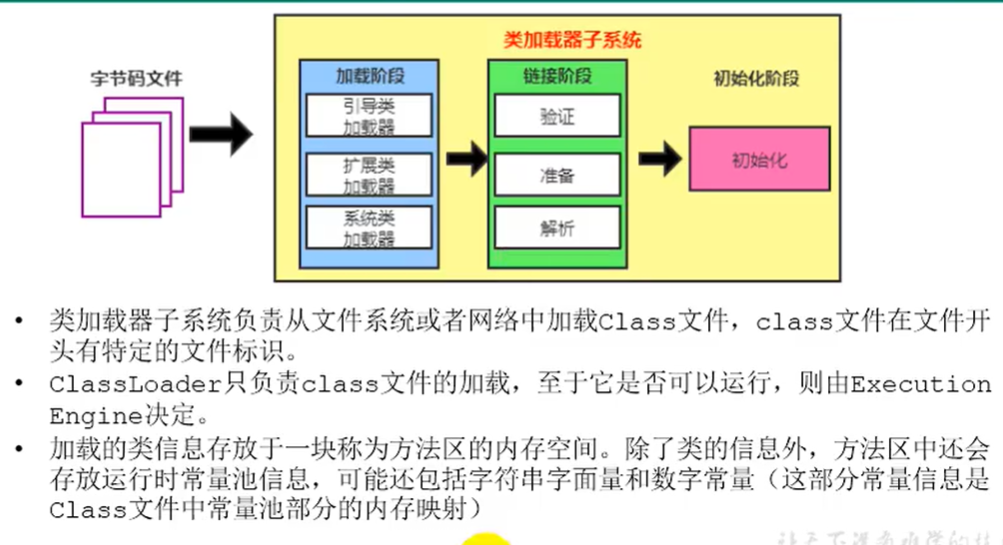 类加载器子系统
字节码文件
加载阶段
引导类
加载器
扩展类
加载器
系统类
加载器
链接阶段
验证
准备
解析
初始化阶段
初始化
• 类加载器子系统负责从文件系统或者网络中加载Class文件，class文件在文件开
头有特定的文件标识。
• ClassLoader只负责class文件的加载，至于它是否可以运行，则由Execution
Engine决定。
• 加载的类信息存放于一块称为方法区的内存空间。除了类的信息外，方法区中还会
存放运行时常量池信息，可能还包括字符串字面量和数字常量（这部分常量信息是
Class文件中常量池部分的内存映射）